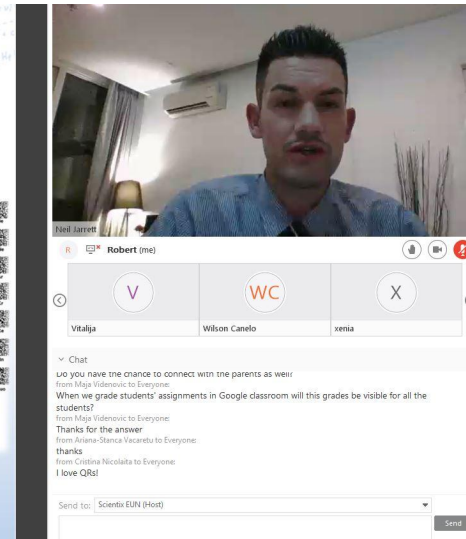 Neil Jarrett
R Robert (me)
V WC X
Vitalija Wilson Canelo xenia
Chat
Do you have the chance to connect with the parents as well?
from Maja Videnovic to Everyone:
When we grade students' assignments in Google classroom will this grades be visible for all the
students?
from Maja Videnovic to Everyone:
Thanks for the answer
from Ariana-Stanca Vacaretu to Everyone:
thanks
from Cristina Nicolaita to Everyone:
I love QRs!
Send to: Scientix EUN (Host)
Send